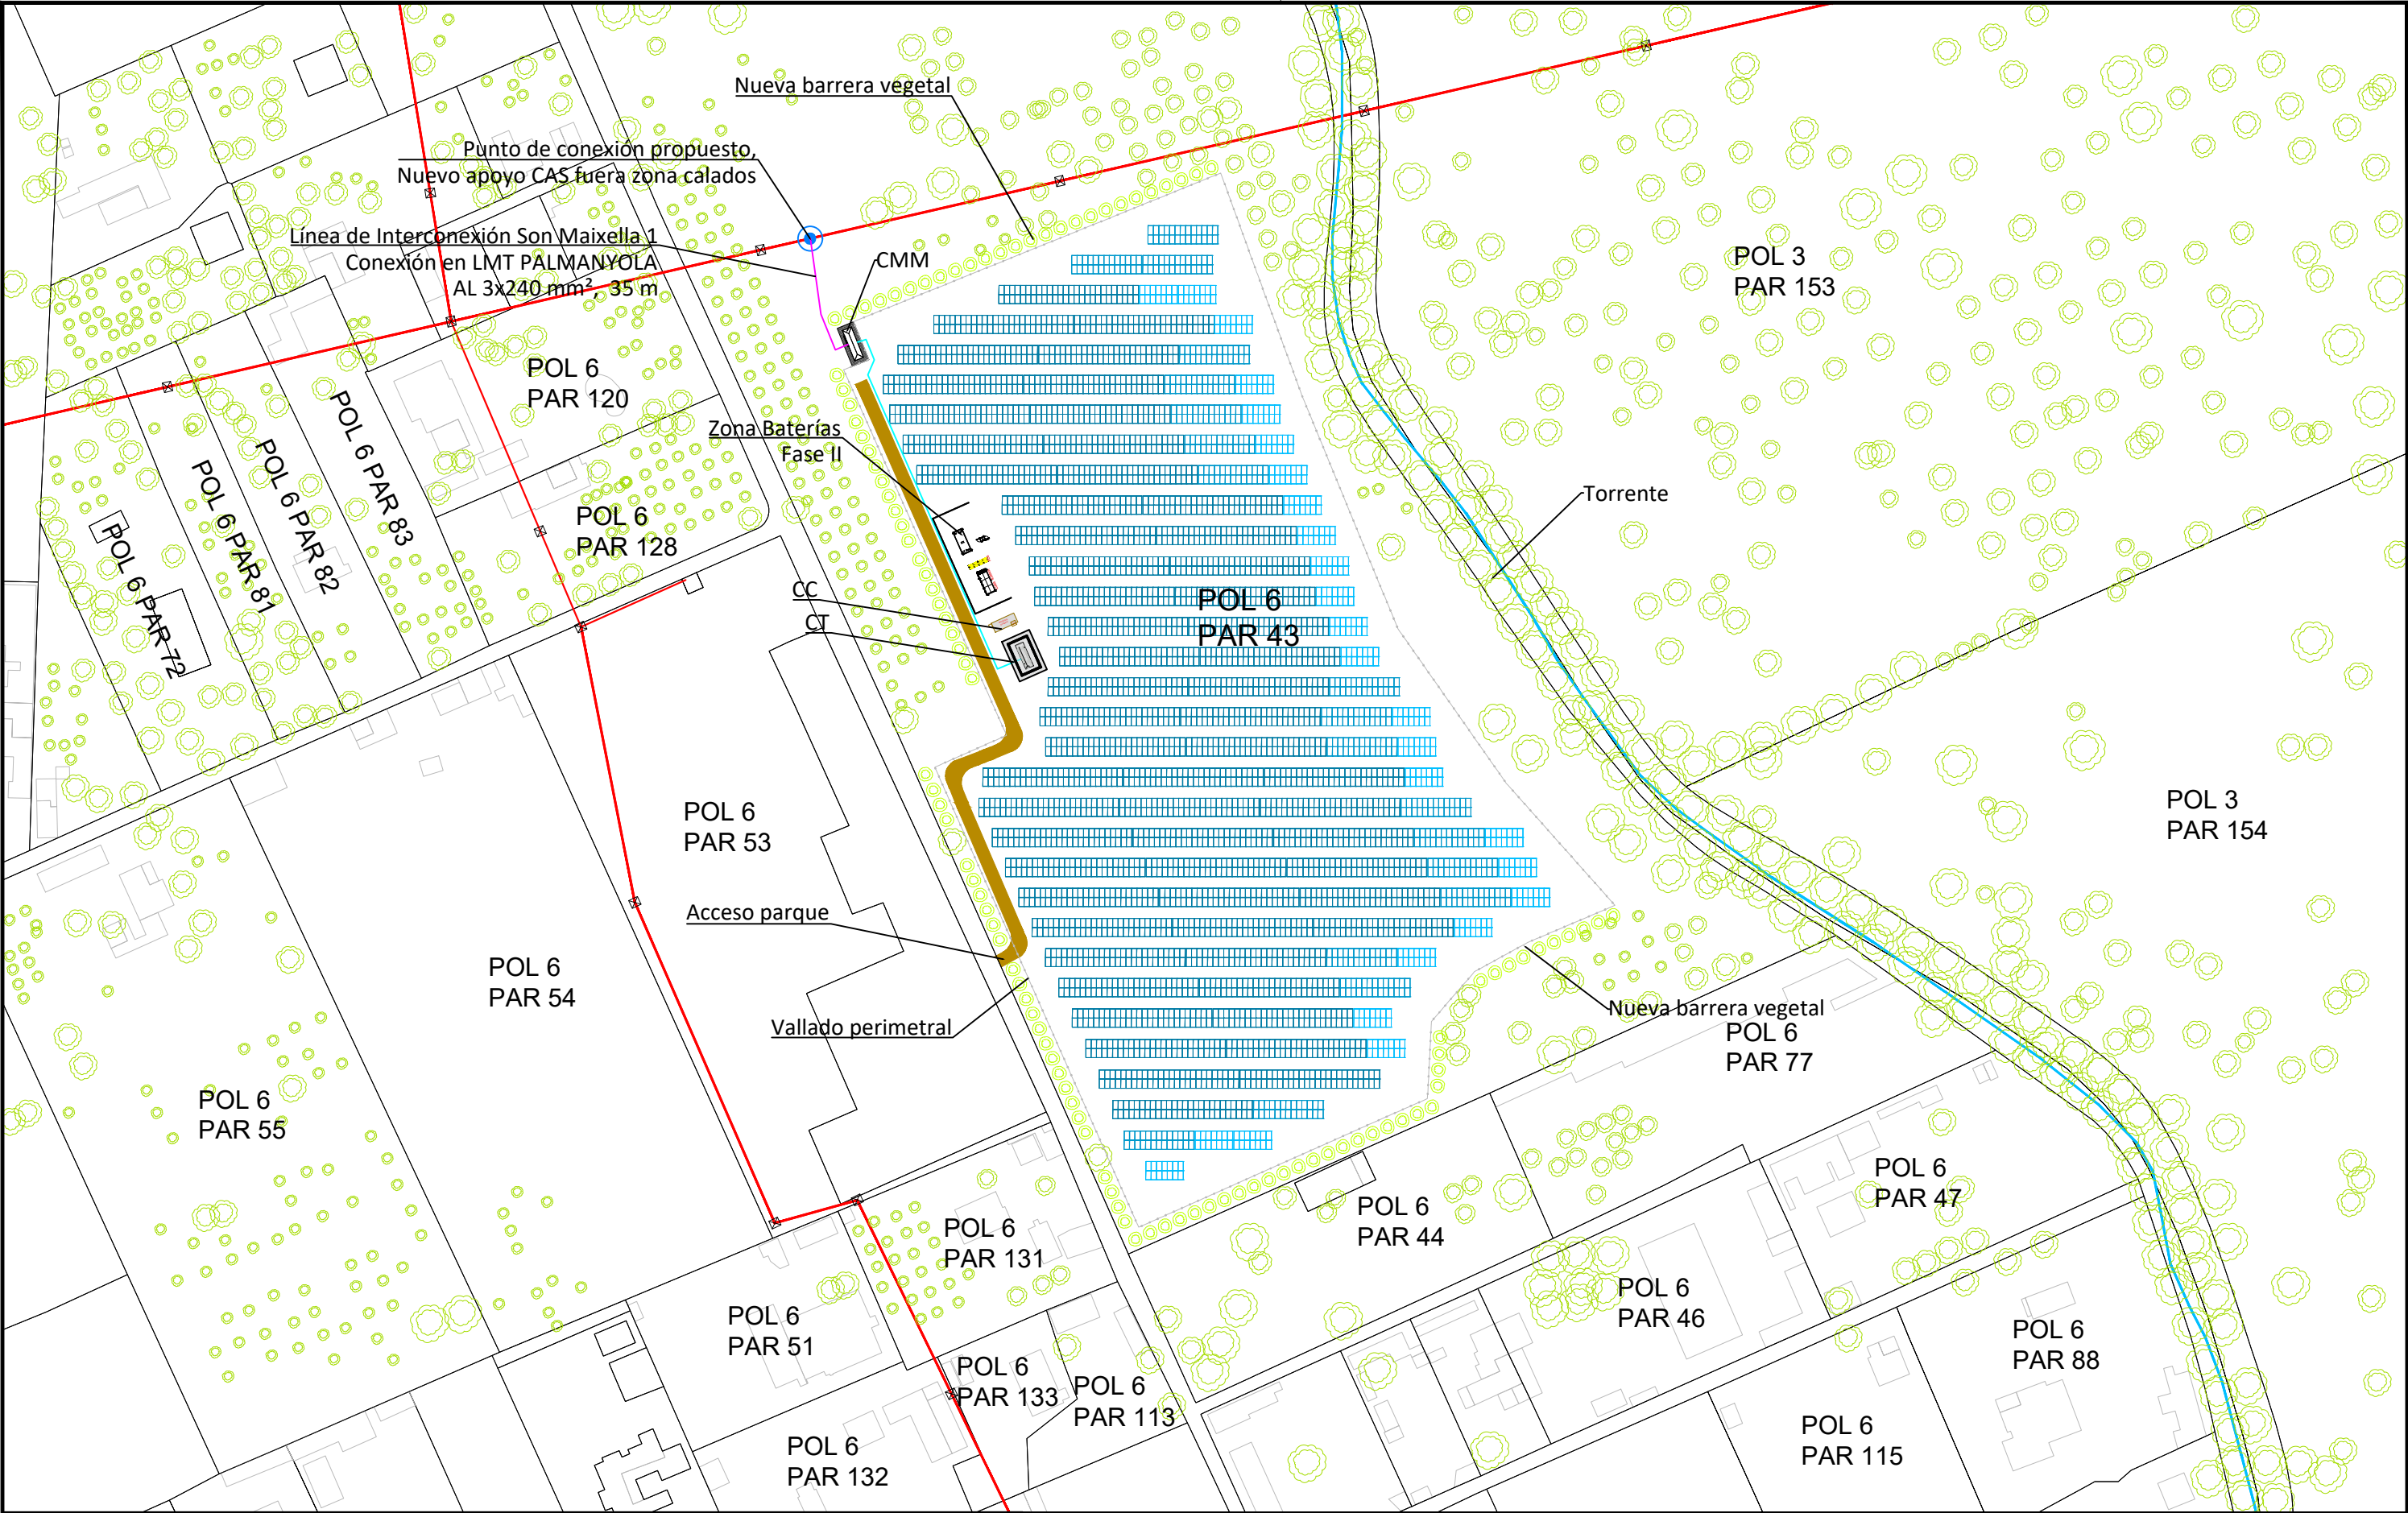 Nueva barrera vegetal
Punto de conexión propuesto,
Nuevo apoyo CAS fuera zona calados
Línea de Interconexión Son Maixella 1
Conexión en LMT PALMANYOLA
AL 3x240 mm², 35 m
CMM
POL 3
PAR 153
POL 6
PAR 120
Zona Baterías
Fase II
POL 6 PAR 83
POL 6 PAR 82
POL 6 PAR 81
POL 6 PAR 72
POL 6
PAR 128
Torrente
CC
CT
POL 6
PAR 43
POL 6
PAR 53
POL 3
PAR 154
Acceso parque
POL 6
PAR 54
Vallado perimetral
Nueva barrera vegetal
POL 6
PAR 77
POL 6
PAR 55
POL 6
PAR 47
POL 6
PAR 44
POL 6
PAR 131
POL 6
PAR 46
POL 6
PAR 51
POL 6
PAR 88
POL 6
PAR 133
POL 6
PAR 113
POL 6
PAR 115
POL 6
PAR 132